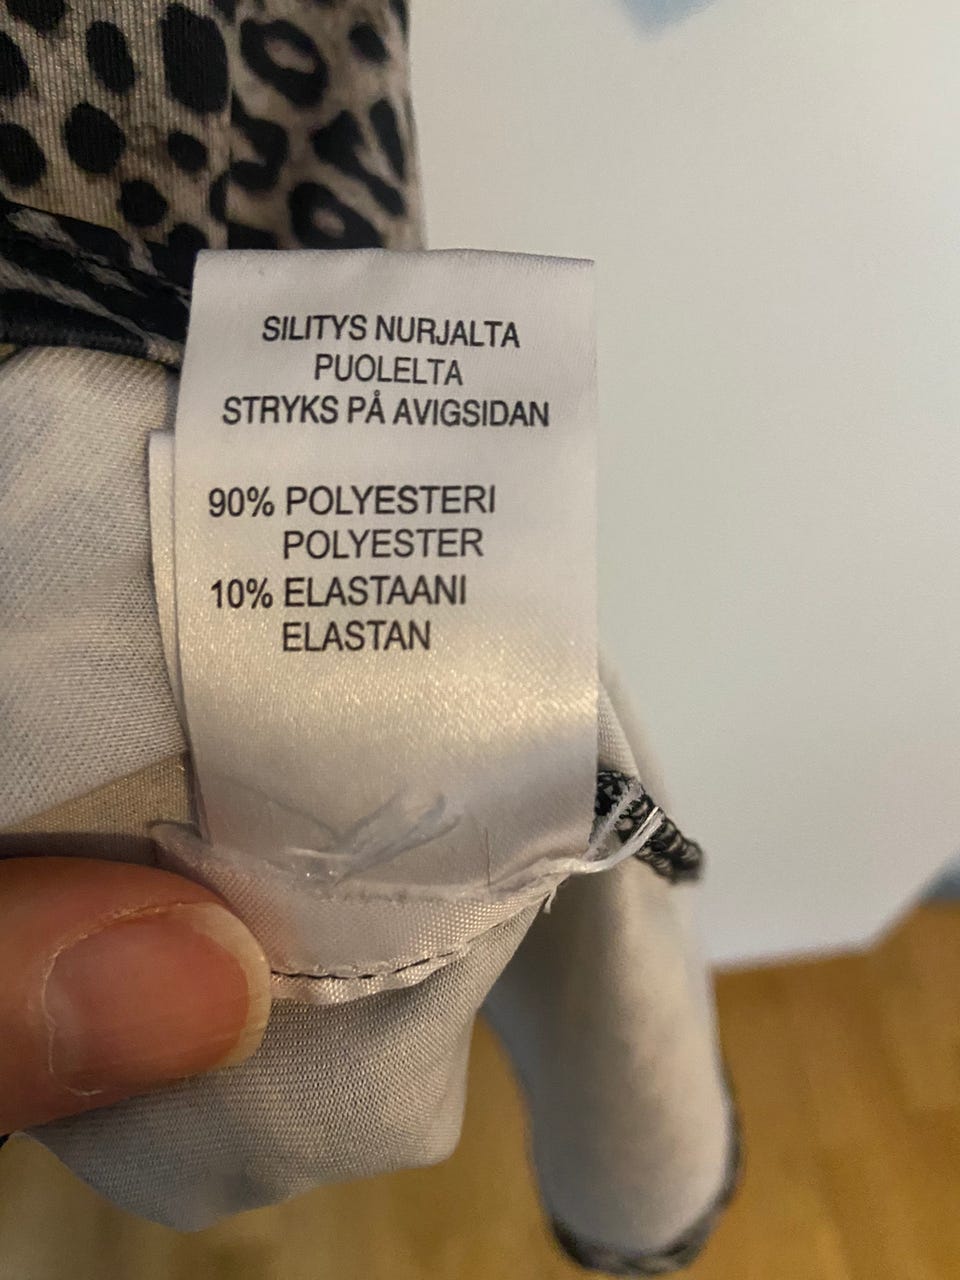 SILITYS NURJALTA
PUOLELTA
STRYKS PÅ AVIGSIDAN
90% POLYESTERI
POLYESTER
10% ELASTAANI
ELASTAN